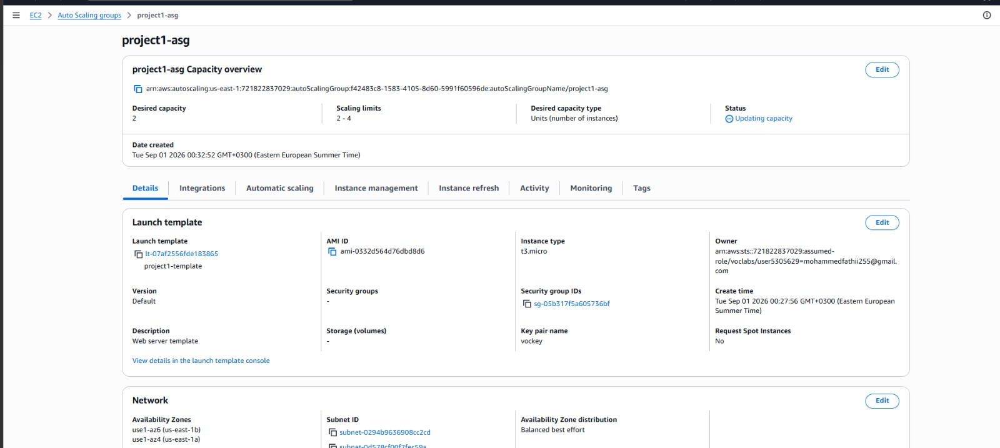 EC2 > Auto Scaling groups > project1-asg
project1-asg
project1-asg Capacity overview
Edit
arn:aws:autoscaling:us-east-1:721822837029:autoScalingGroup:f42483c8-1583-4105-8d60-5991f60596de:autoScalingGroupName/project1-asg
Desired capacity
2
Scaling limits
2 - 4
Desired capacity type
Units (number of instances)
Status
Updating capacity
Date created
Tue Sep 01 2026 00:32:52 GMT+0300 (Eastern European Summer Time)
Details
Integrations
Automatic scaling
Instance management
Instance refresh
Activity
Monitoring
Tags
Launch template
Edit
Launch template
lt-07af2556fde183865
project1-template
AMI ID
ami-0332d564d76dbd8d6
Instance type
t3.micro
Owner
arn:aws:sts::721822837029:assumed-
role/voclabs/user5305629=mohammedfathii255@gmail.
com
Version
Default
Security groups
-
Security group IDs
sg-05b317f5a605736bf
Create time
Tue Sep 01 2026 00:27:56 GMT+0300 (Eastern European
Summer Time)
Description
Web server template
Storage (volumes)
-
Key pair name
vockey
Request Spot Instances
No
View details in the launch template console
Network
Edit
Availability Zones
use1-az6 (us-east-1b)
use1-az4 (us-east-1a)
Subnet ID
subnet-0294b9636908cc2cd
subnet-0d578cf00f7fec59a
Availability Zone distribution
Balanced best effort